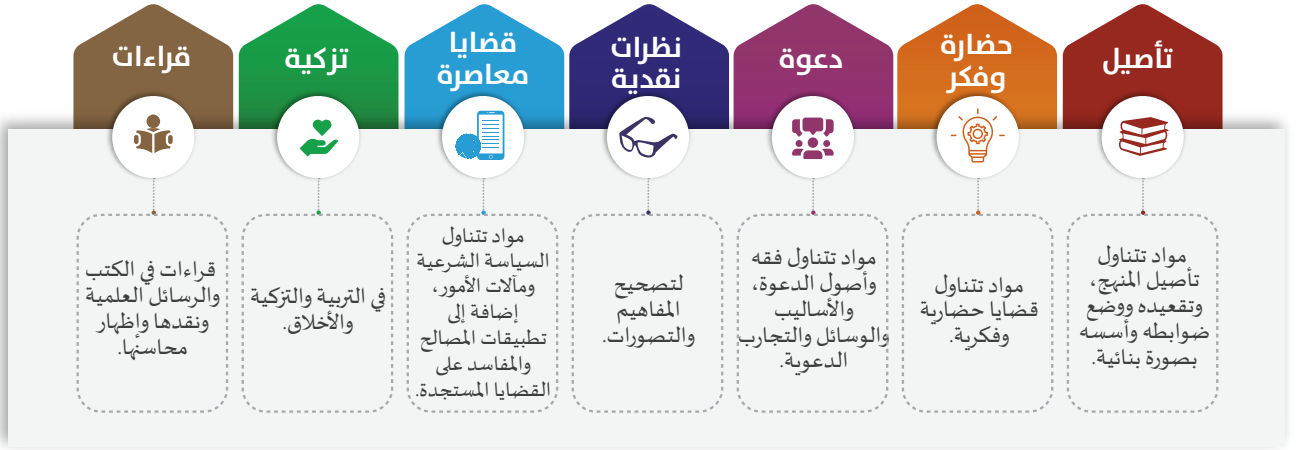 تأصيل
مواد تتناول
تأصيل المنهج،
وتقعيده ووضع
ضوابطه وأسسه
بصورة بنائية.
حضارة
وفكر
مواد تتناول
قضايا حضارية
وفكرية.
دعوة
مواد تتناول فقه
وأصول الدعوة،
والأساليب
والوسائل والتجارب
الدعوية.
نظرات
نقدية
لتصحيح
المفاهيم
والتصورات.
قضايا
معاصرة
مواد تتناول
السياسة الشرعية
ومآلات الأمور،
إضافة إلى
تطبيقات المصالح
والمفاسد على
القضايا المستجدة.
تزكية
في التربية والتزكية
والأخلاق.
قراءات
قراءات في الكتب
والرسائل العلمية
ونقدها وإظهار
محاسنها.